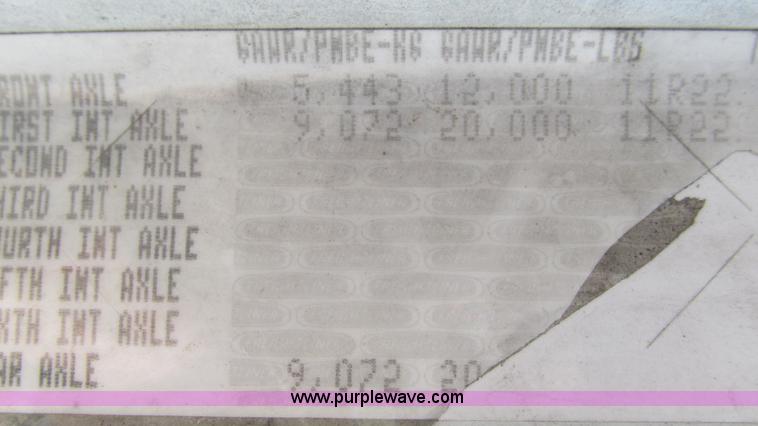 GAWR/PNBE-KG GAWR/PNBE-LBS
RONT AXLE 5,443 12,000 11R22.
IRST INT AXLE 9,072 20,000 11R22.
ECOND INT AXLE
HIRD INT AXLE
OURTH INT AXLE
FTH INT AXLE
XTH INT AXLE
AR AXLE 9,072 20
www.purplewave.com